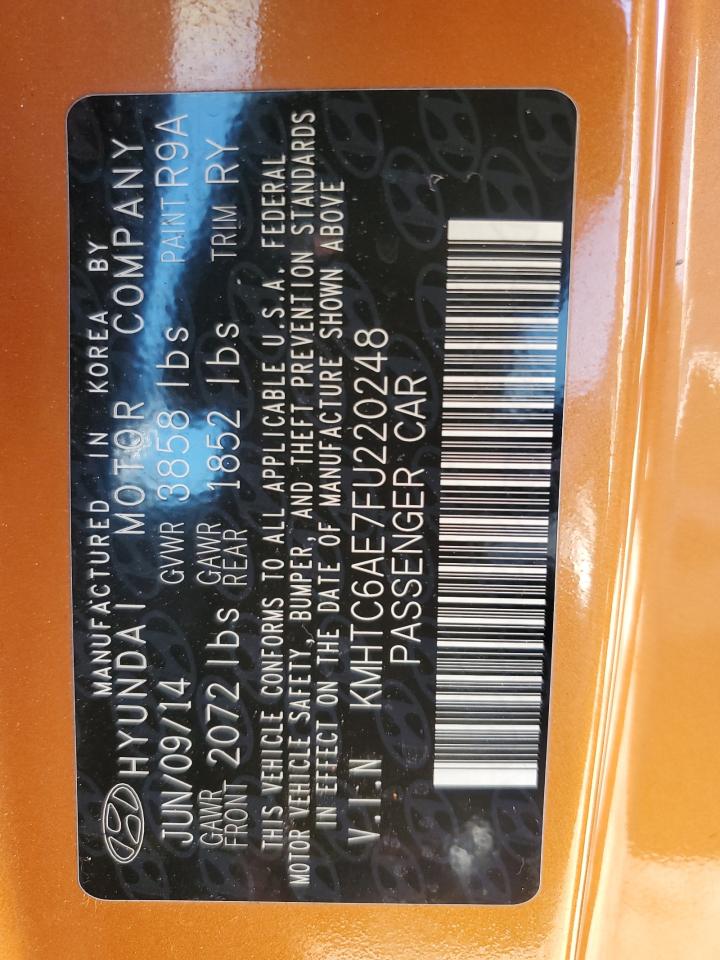 MANUFACTURED IN KOREA BY
HYUNDAI MOTOR COMPANY
JUN/09/14 GVWR 3858 lbs PAINT R9A
GAWR FRONT 2072 lbs GAWR REAR 1852 lbs TRIM RY
THIS VEHICLE CONFORMS TO ALL APPLICABLE U.S.A. FEDERAL
MOTOR VEHICLE SAFETY, BUMPER, AND THEFT PREVENTION STANDARDS
IN EFFECT ON THE DATE OF MANUFACTURE SHOWN ABOVE
V.I.N KMHTC6AE7FU220248
PASSENGER CAR